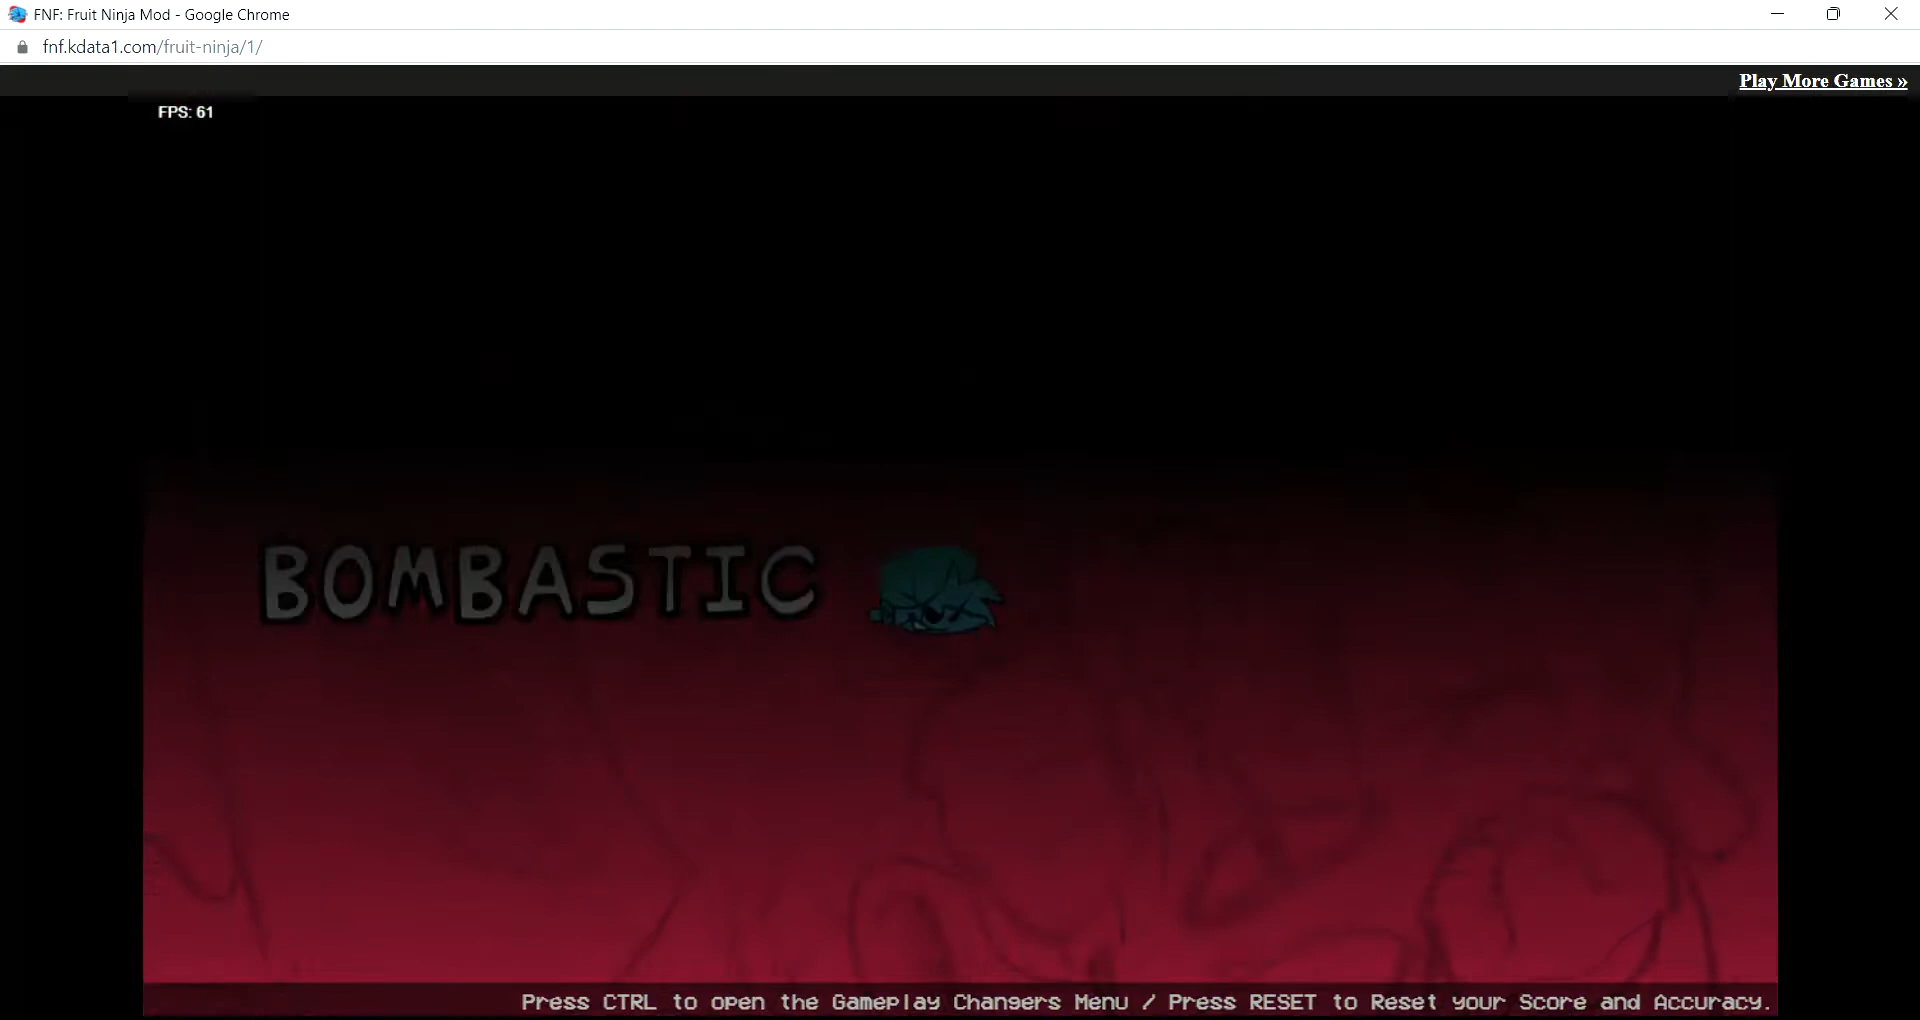 FNF: Fruit Ninja Mod - Google Chrome
fnf.kdata1.com/fruit-ninja/1/
Play More Games »
FPS: 61
BOMBASTIC
Press CTRL to open the Gameplay Changers Menu / Press RESET to Reset your Score and Accuracy.